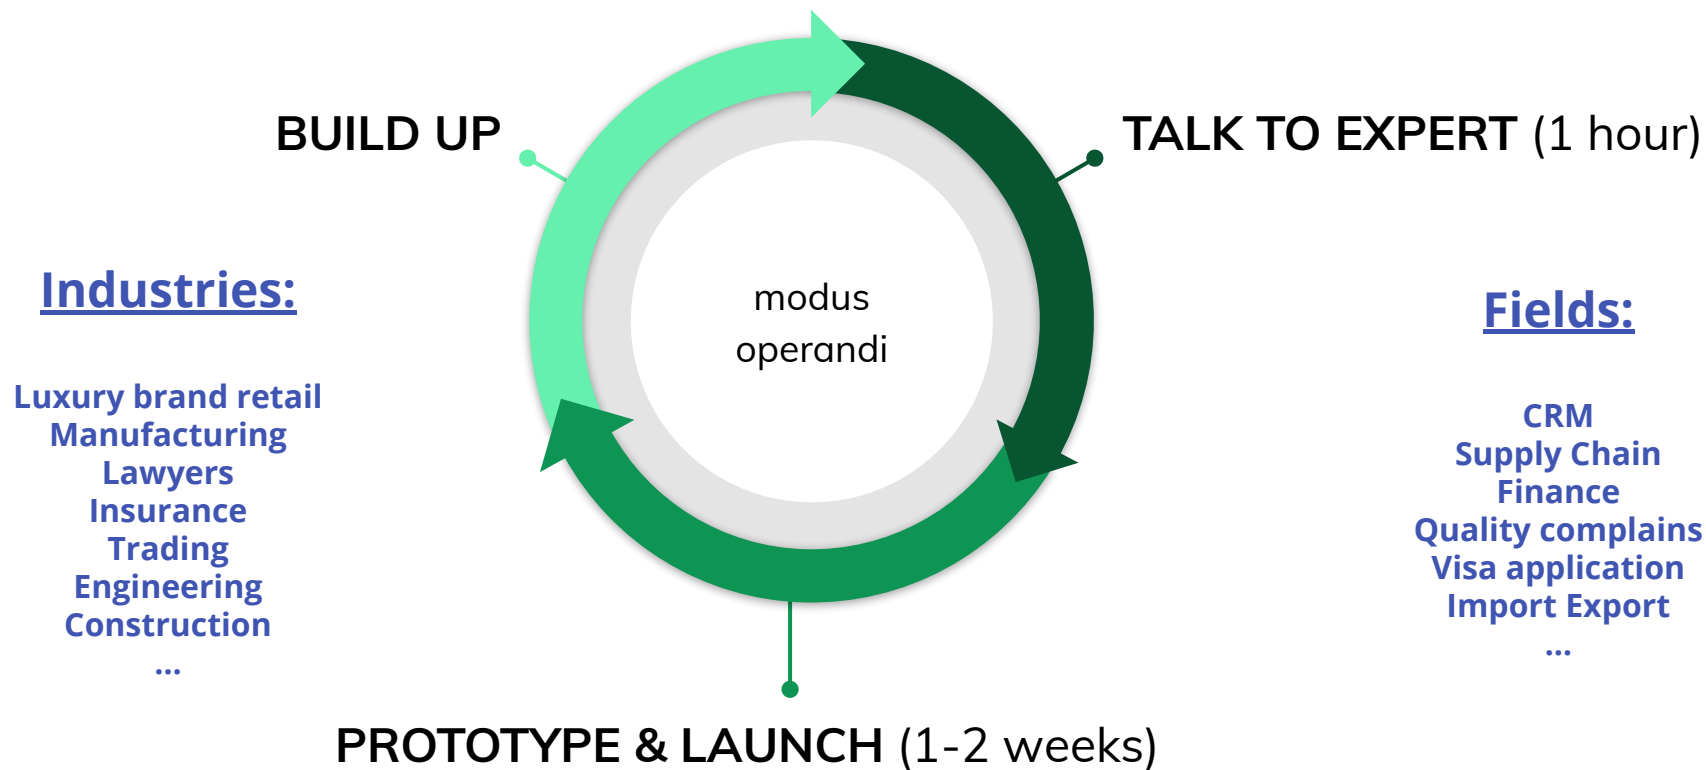 BUILD UP
TALK TO EXPERT (1 hour)
modus
operandi
Industries:
Luxury brand retail
Manufacturing
Lawyers
Insurance
Trading
Engineering
Construction
...
Fields:
CRM
Supply Chain
Finance
Quality complains
Visa application
Import Export
...
PROTOTYPE & LAUNCH (1-2 weeks)